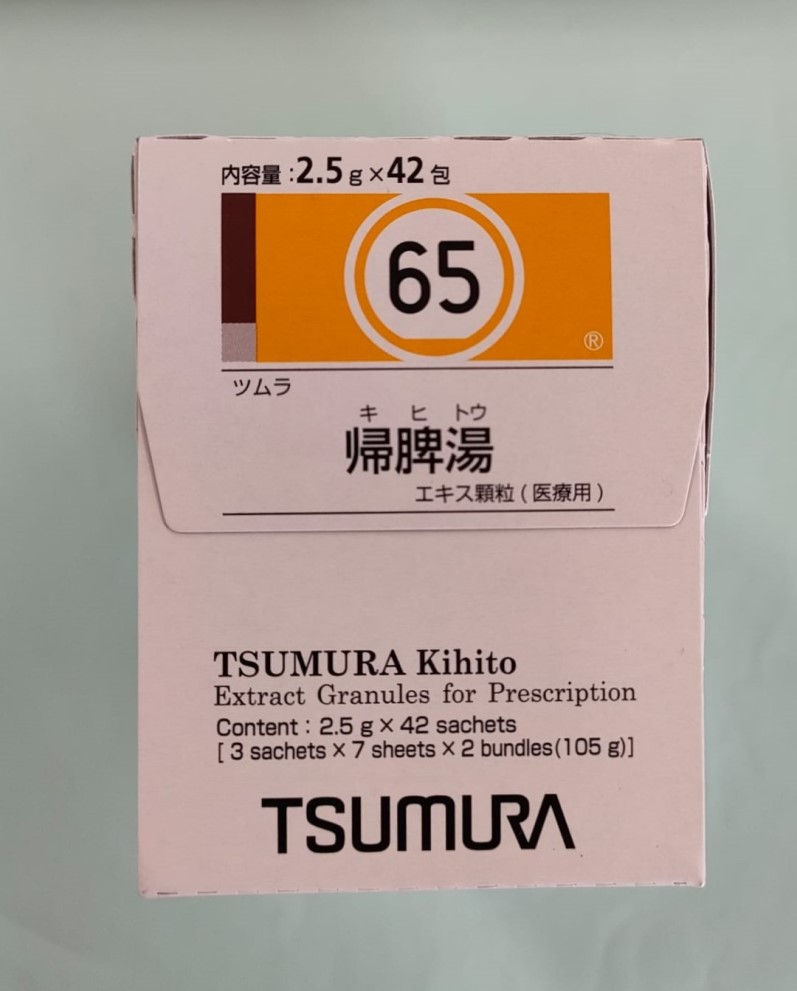 内容量:2.5g×42包
65
®
ツムラ
キ ヒ トウ
帰脾湯
エキス顆粒(医療用)
TSUMURA Kihito
Extract Granules for Prescription
Content : 2.5 g × 42 sachets
[ 3 sachets × 7 sheets × 2 bundles(105 g)]
TSUMURA